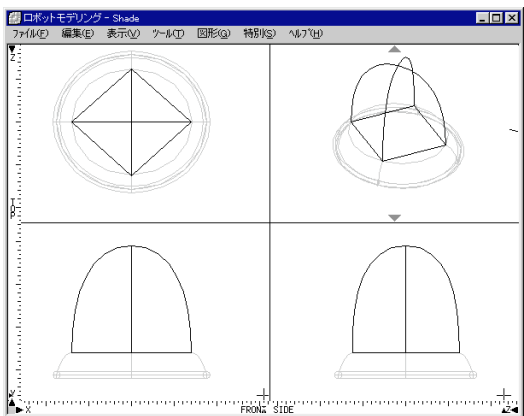 ロボットモデリング - Shade
ファイル(F) 編集(E) 表示(V) ツール(T) 図形(G) 特別(S) ヘルプ(H)
Z
TOP
Y
X FRONT SIDE Z